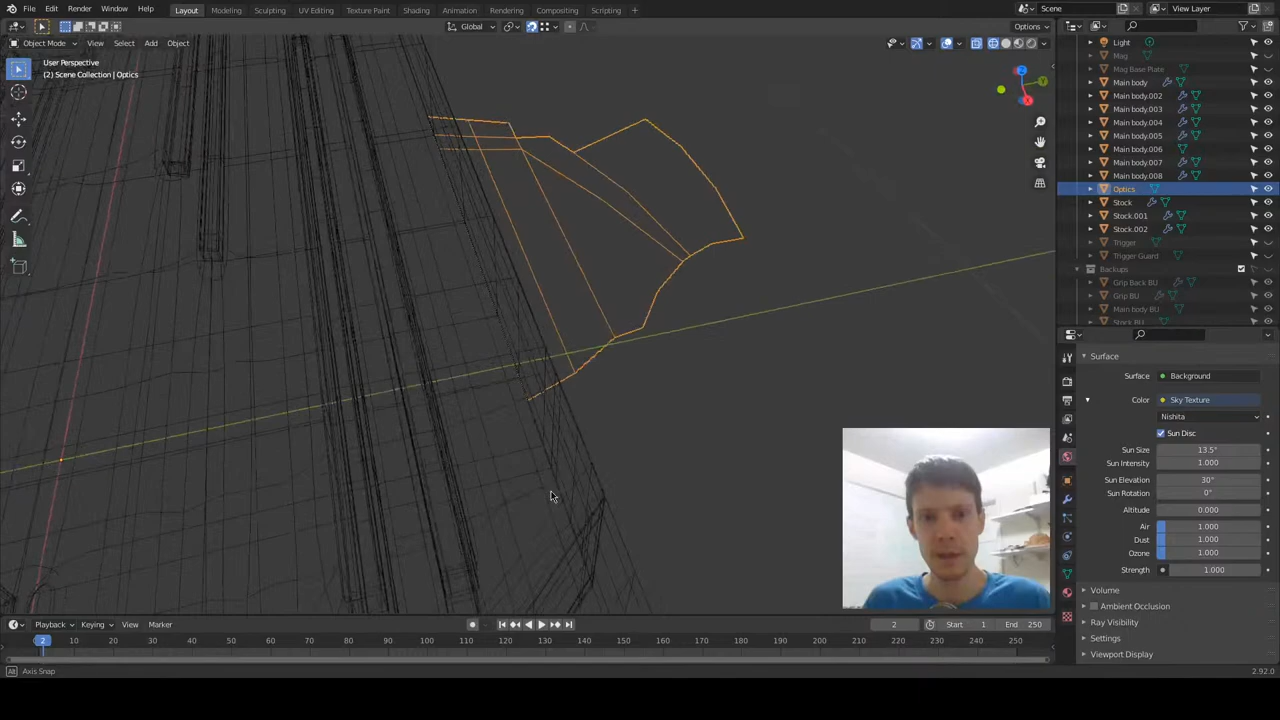 File Edit Render Window Help Layout Modeling Sculpting UV Editing Texture Paint Shading Animation Rendering Compositing Scripting + Scene View Layer
Global Options
Object Mode View Select Add Object
User Perspective
(2) Scene Collection | Optics
Z
Y
X
Light
Mag
Mag Base Plate
Main body
Main body.002
Main body.003
Main body.004
Main body.005
Main body.006
Main body.007
Main body.008
Optics
Stock
Stock.001
Stock.002
Trigger
Trigger Guard
Backups
Grip Back BU
Grip BU
Main body BU
Stock BU
Surface
Surface Background
Color Sky Texture
Nishita
Sun Disc
Sun Size 13.5°
Sun Intensity 1.000
Sun Elevation 30°
Sun Rotation 0°
Altitude 0.000
Air 1.000
Dust 1.000
Ozone 1.000
Strength 1.000
Volume
Ambient Occlusion
Ray Visibility
Settings
Viewport Display
Playback Keying View Marker 2 Start 1 End 250
2 10 20 30 40 50 60 70 80 90 100 110 120 130 140 150 160 170 180 190 200 210 220 230 240 250
Alt Axis Snap 2.92.0